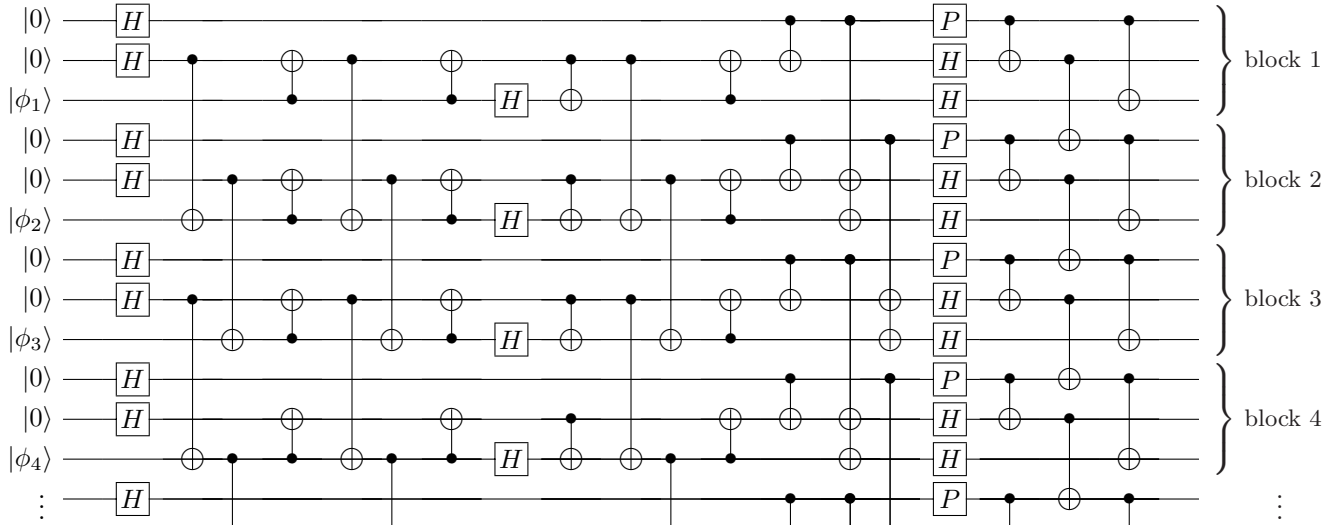 |0⟩ H P
|0⟩ H H block 1
|ϕ₁⟩ H H
|0⟩ H P
|0⟩ H H block 2
|ϕ₂⟩ H H
|0⟩ H P
|0⟩ H H block 3
|ϕ₃⟩ H H
|0⟩ H P
|0⟩ H H block 4
|ϕ₄⟩ H H
⋮ H P ⋮